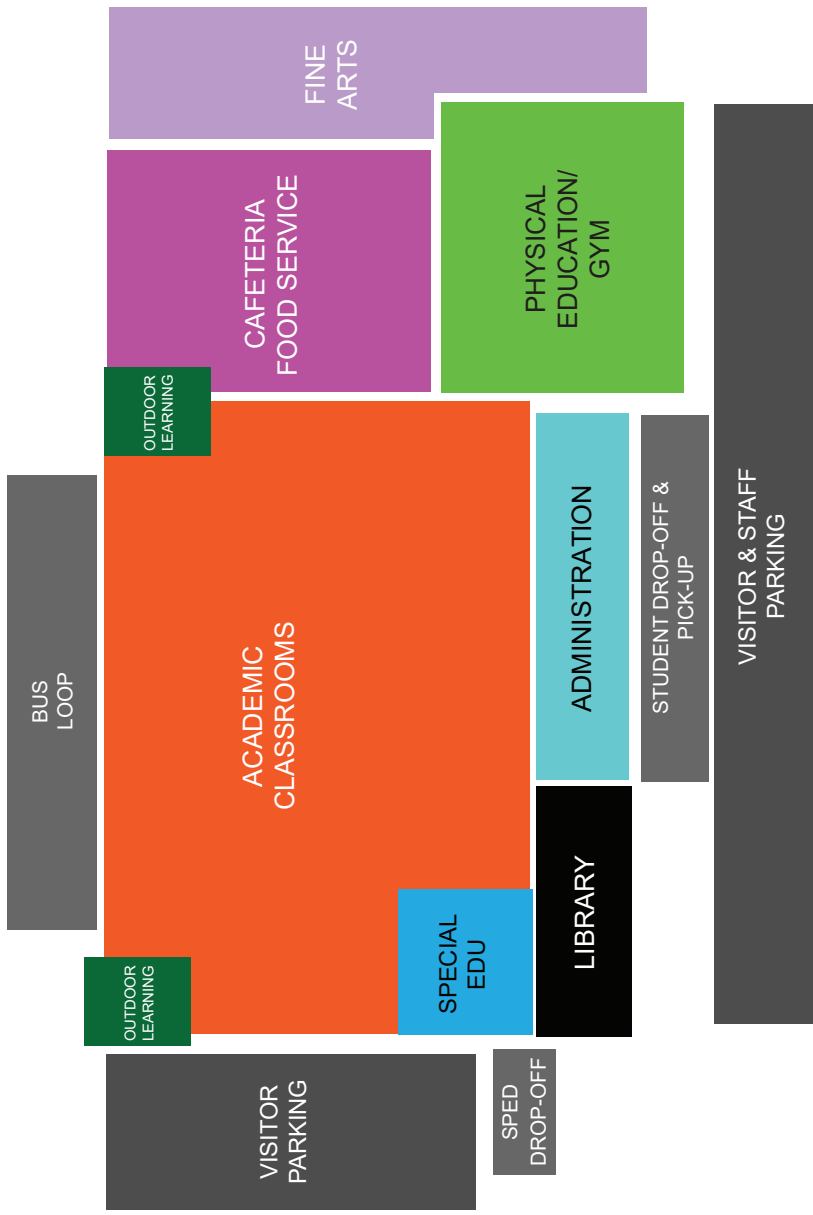 BUS
LOOP
OUTDOOR
LEARNING
OUTDOOR
LEARNING
VISITOR
PARKING
ACADEMIC
CLASSROOMS
CAFETERIA
FOOD SERVICE
FINE
ARTS
SPECIAL
EDU
PHYSICAL
EDUCATION/
GYM
SPED
DROP-OFF
LIBRARY
ADMINISTRATION
STUDENT DROP-OFF &
PICK-UP
VISITOR & STAFF
PARKING